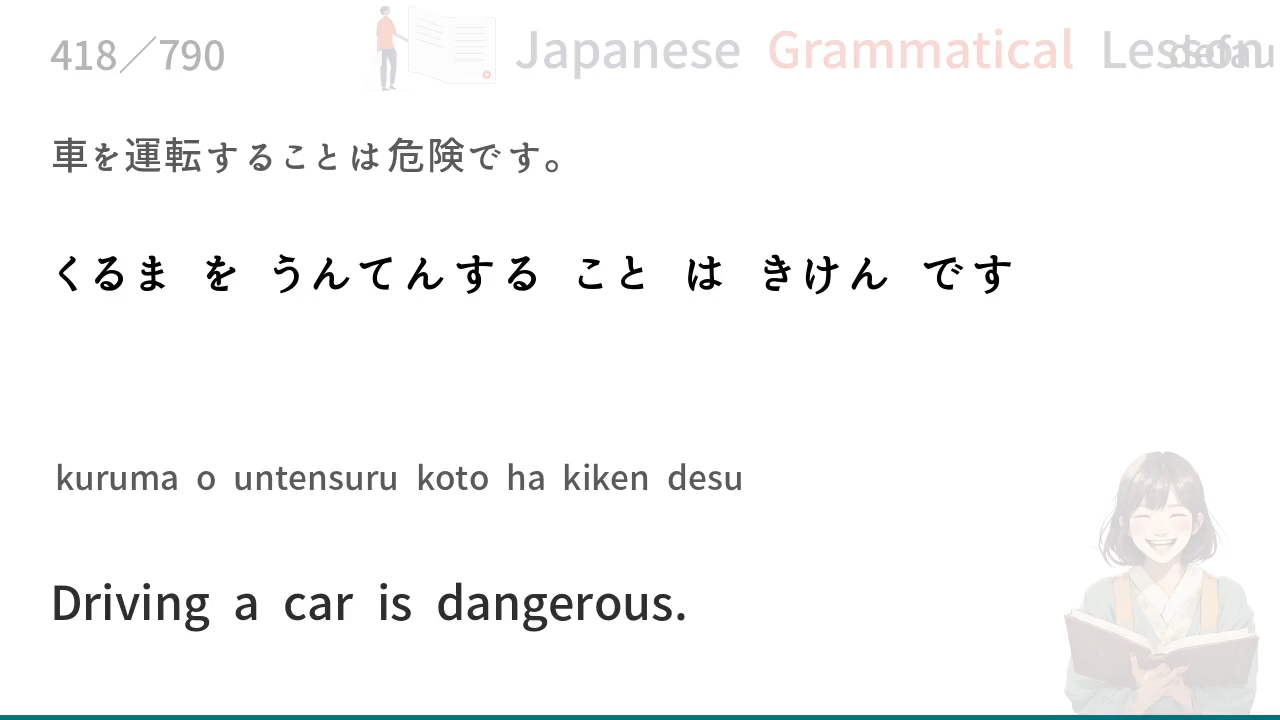 418／790
Japanese Grammatical Lesson
defau
車を運転することは危険です。
くるま を うんてんする こと は きけん です
kuruma o untensuru koto ha kiken desu
Driving a car is dangerous.